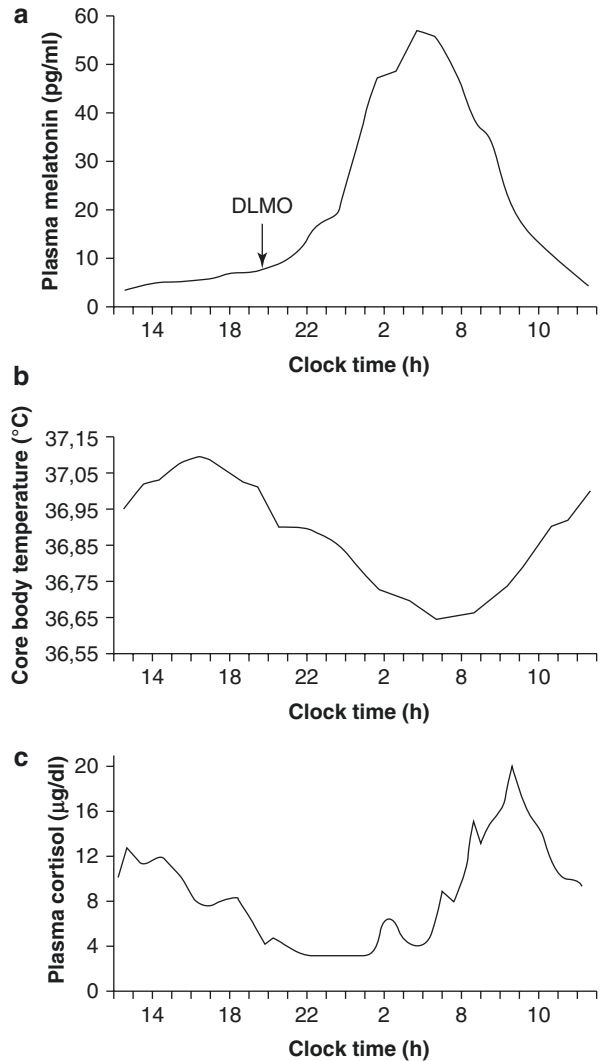 a
Plasma melatonin (pg/ml)
60
50
40
30
20
10
0
DLMO
14 18 22 2 8 10
Clock time (h)
b
Core body temperature (°C)
37,15
37,05
36,95
36,85
36,75
36,65
36,55
14 18 22 2 8 10
Clock time (h)
c
Plasma cortisol (µg/dl)
20
16
12
8
4
0
14 18 22 2 8 10
Clock time (h)